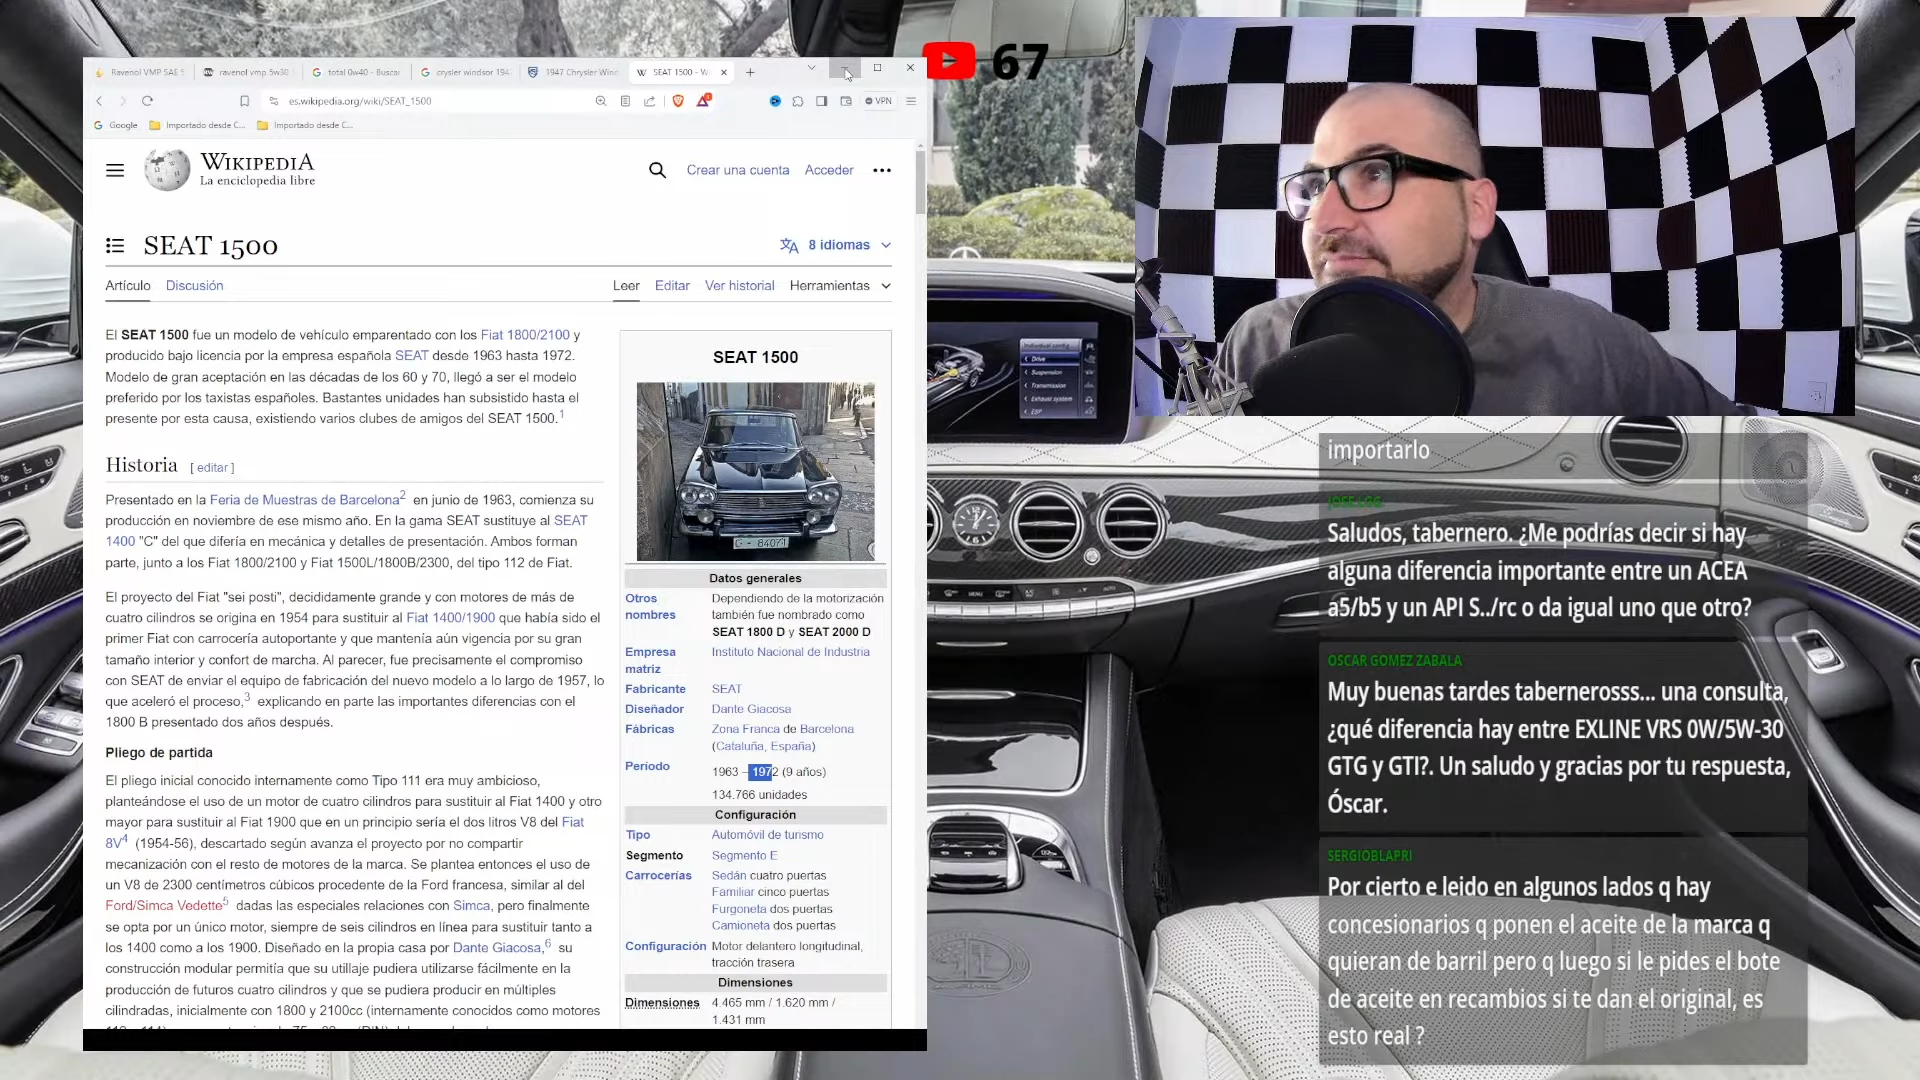 Ravenol VMP SAE 5
ravenol vmp 5w30
total 0w40 - Buscar
crysler windsor 194
1947 Chrysler Wind
SEAT 1500 - W
es.wikipedia.org/wiki/SEAT_1500
VPN
Google
Importado desde C...
Importado desde C...
WIKIPEDIA
La enciclopedia libre
Crear una cuenta
Acceder
SEAT 1500
8 idiomas
Artículo
Discusión
Leer
Editar
Ver historial
Herramientas
El SEAT 1500 fue un modelo de vehículo emparentado con los Fiat 1800/2100 y
producido bajo licencia por la empresa española SEAT desde 1963 hasta 1972.
Modelo de gran aceptación en las décadas de los 60 y 70, llegó a ser el modelo
preferido por los taxistas españoles. Bastantes unidades han subsistido hasta el
presente por esta causa, existiendo varios clubes de amigos del SEAT 1500.1
Historia [ editar ]
Presentado en la Feria de Muestras de Barcelona2 en junio de 1963, comienza su
producción en noviembre de ese mismo año. En la gama SEAT sustituye al SEAT
1400 "C" del que difería en mecánica y detalles de presentación. Ambos forman
parte, junto a los Fiat 1800/2100 y Fiat 1500L/1800B/2300, del tipo 112 de Fiat.
El proyecto del Fiat "sei posti", decididamente grande y con motores de más de
cuatro cilindros se origina en 1954 para sustituir al Fiat 1400/1900 que había sido el
primer Fiat con carrocería autoportante y que mantenía aún vigencia por su gran
tamaño interior y confort de marcha. Al parecer, fue precisamente el compromiso
con SEAT de enviar el equipo de fabricación del nuevo modelo a lo largo de 1957, lo
que aceleró el proceso,3 explicando en parte las importantes diferencias con el
1800 B presentado dos años después.
Pliego de partida
El pliego inicial conocido internamente como Tipo 111 era muy ambicioso,
planteándose el uso de un motor de cuatro cilindros para sustituir al Fiat 1400 y otro
mayor para sustituir al Fiat 1900 que en un principio sería el dos litros V8 del Fiat
8V4 (1954-56), descartado según avanza el proyecto por no compartir
mecanización con el resto de motores de la marca. Se plantea entonces el uso de
un V8 de 2300 centímetros cúbicos procedente de la Ford francesa, similar al del
Ford/Simca Vedette5 dadas las especiales relaciones con Simca, pero finalmente
se opta por un único motor, siempre de seis cilindros en línea para sustituir tanto a
los 1400 como a los 1900. Diseñado en la propia casa por Dante Giacosa,6 su
construcción modular permitía que su utillaje pudiera utilizarse fácilmente en la
producción de futuros cuatro cilindros y que se pudiera producir en múltiples
cilindradas, inicialmente con 1800 y 2100cc (internamente conocidos como motores
SEAT 1500
Datos generales
Otros nombres
Dependiendo de la motorización
también fue nombrado como
SEAT 1800 D y SEAT 2000 D
Empresa matriz
Instituto Nacional de Industria
Fabricante
SEAT
Diseñador
Dante Giacosa
Fábricas
Zona Franca de Barcelona
(Cataluña, España)
Período
1963 – 1972 (9 años)
134.766 unidades
Configuración
Tipo
Automóvil de turismo
Segmento
Segmento E
Carrocerías
Sedán cuatro puertas
Familiar cinco puertas
Furgoneta dos puertas
Camioneta dos puertas
Configuración
Motor delantero longitudinal,
tracción trasera
Dimensiones
Dimensiones
4.465 mm / 1.620 mm /
1.431 mm
67
Drive
Suspension
Transmission
Exhaust system
ESP
importarlo
Saludos, tabernero. ¿Me podrías decir si hay
alguna diferencia importante entre un ACEA
a5/b5 y un API S../rc o da igual uno que otro?
OSCAR GOMEZ ZABALA
Muy buenas tardes tabernerosss... una consulta,
¿qué diferencia hay entre EXLINE VRS 0W/5W-30
GTG y GTI?. Un saludo y gracias por tu respuesta,
Óscar.
SERGIOBLAPRI
Por cierto e leido en algunos lados q hay
concesionarios q ponen el aceite de la marca q
quieran de barril pero q luego si le pides el bote
de aceite en recambios si te dan el original, es
esto real ?